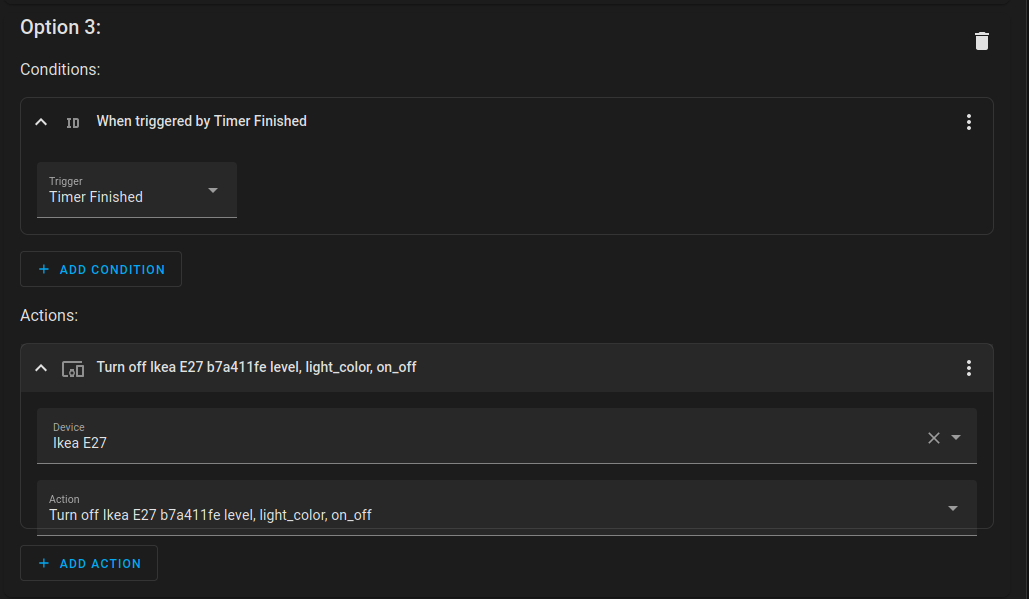 Option 3:
Conditions:
ID When triggered by Timer Finished
Trigger
Timer Finished
+ ADD CONDITION
Actions:
Turn off Ikea E27 b7a411fe level, light_color, on_off
Device
Ikea E27
Action
Turn off Ikea E27 b7a411fe level, light_color, on_off
+ ADD ACTION